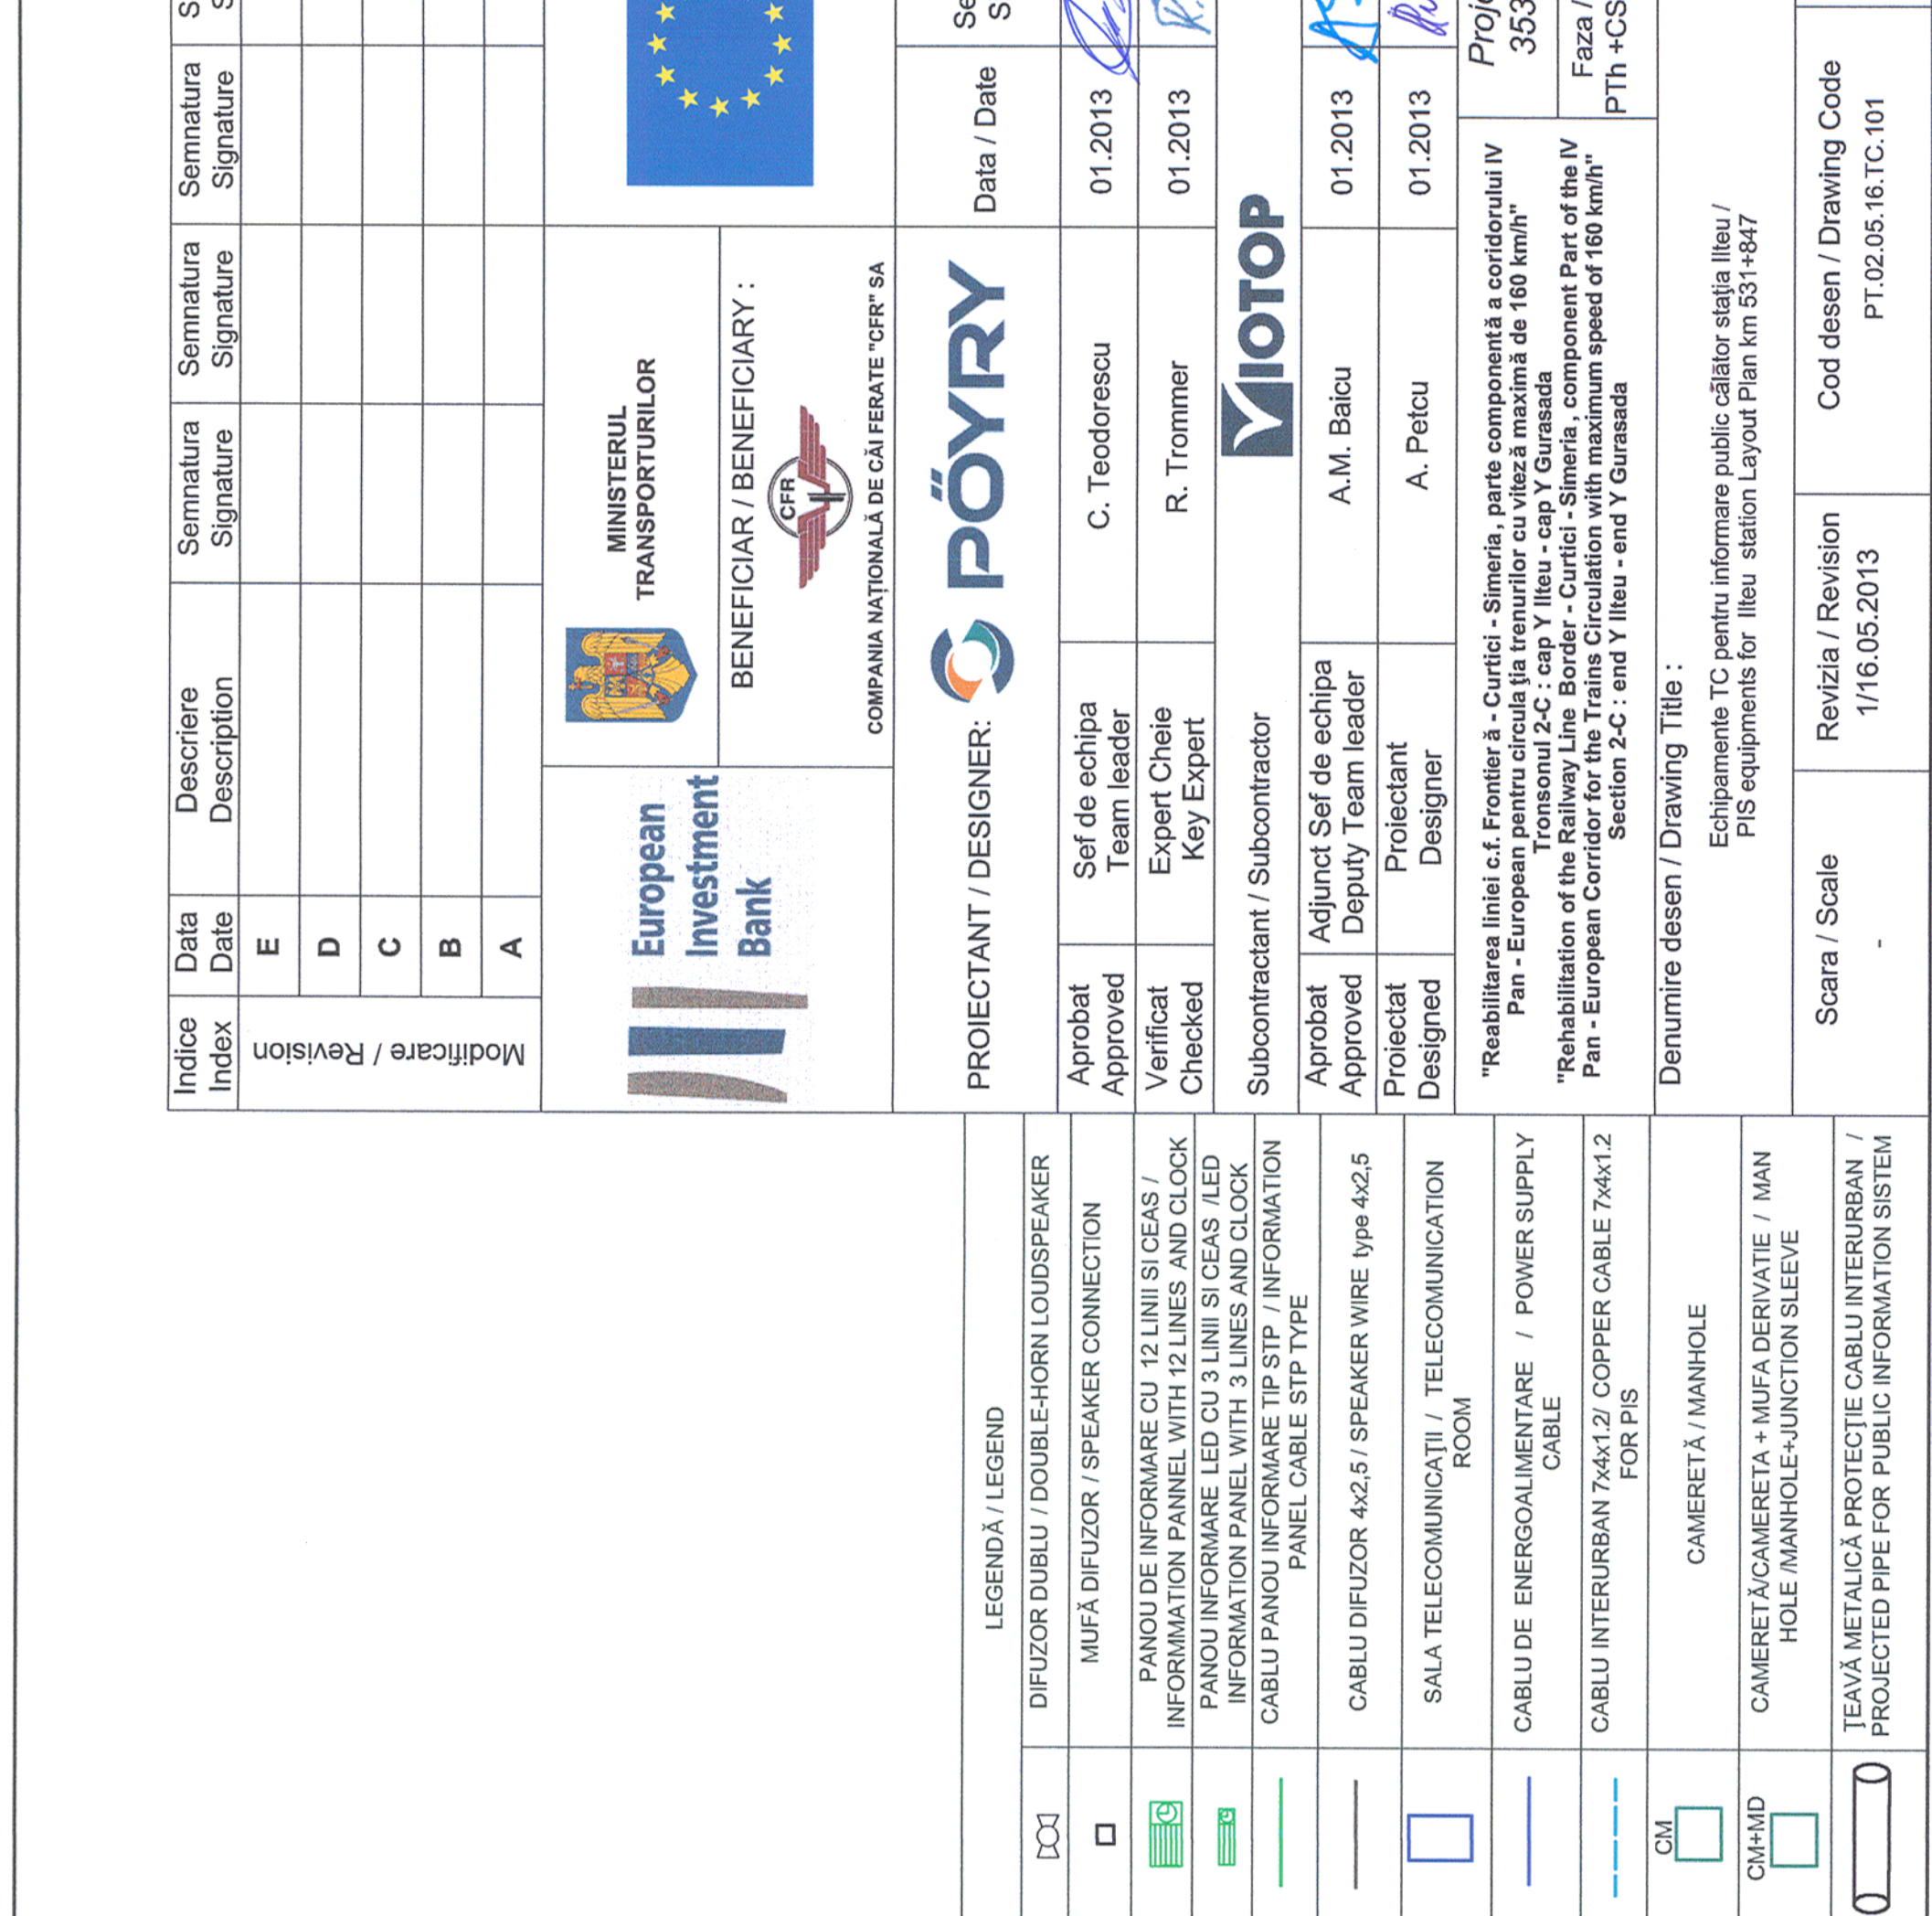 Indice
Index
Data
Date
Descriere
Description
Semnatura
Signature
Semnatura
Signature
Semnatura
Signature
S
S
Modificare / Revision
E
D
C
B
A
European
Investment
Bank
MINISTERUL
TRANSPORTURILOR
BENEFICIAR / BENEFICIARY :
CFR
COMPANIA NAȚIONALĂ DE CĂI FERATE "CFR" SA
PROIECTANT / DESIGNER:
PÖYRY
Data / Date
Se
S
Aprobat
Approved
Sef de echipa
Team leader
C. Teodorescu
01.2013
Verificat
Checked
Expert Cheie
Key Expert
R. Trommer
01.2013
Subcontractant / Subcontractor
VIOTOP
Aprobat
Approved
Adjunct Sef de echipa
Deputy Team leader
A.M. Baicu
01.2013
Proiectat
Designed
Proiectant
Designer
A. Petcu
01.2013
"Reabilitarea liniei c.f. Frontier ă - Curtici - Simeria, parte componentă a coridorului IV
Pan - European pentru circula ţia trenurilor cu viteză maximă de 160 km/h"
Tronsonul 2-C : cap Y Ilteu - cap Y Gurasada
"Rehabilitation of the Railway Line Border - Curtici - Simeria , component Part of the IV
Pan - European Corridor for the Trains Circulation with maximum speed of 160 km/h"
Section 2-C : end Y Ilteu - end Y Gurasada
Proje
353
Faza /
PTh +CS
Denumire desen / Drawing Title :
Echipamente TC pentru informare public călător staţia Ilteu /
PIS equipments for Ilteu station Layout Plan km 531+847
Scara / Scale
-
Revizia / Revision
1/16.05.2013
Cod desen / Drawing Code
PT.02.05.16.TC.101
LEGENDĂ / LEGEND
DIFUZOR DUBLU / DOUBLE-HORN LOUDSPEAKER
MUFĂ DIFUZOR / SPEAKER CONNECTION
PANOU DE INFORMARE CU 12 LINII SI CEAS /
INFORMMATION PANNEL WITH 12 LINES AND CLOCK
PANOU INFORMARE LED CU 3 LINII SI CEAS /LED
INFORMATION PANEL WITH 3 LINES AND CLOCK
CABLU PANOU INFORMARE TIP STP / INFORMATION
PANEL CABLE STP TYPE
CABLU DIFUZOR 4x2,5 / SPEAKER WIRE type 4x2,5
SALA TELECOMUNICAŢII / TELECOMUNICATION
ROOM
CABLU DE ENERGOALIMENTARE / POWER SUPPLY
CABLE
CABLU INTERURBAN 7x4x1.2/ COPPER CABLE 7x4x1.2
FOR PIS
CM
CAMERETĂ / MANHOLE
CM+MD
CAMERETĂ/CAMERETA + MUFA DERIVATIE / MAN
HOLE /MANHOLE+JUNCTION SLEEVE
ŢEAVĂ METALICĂ PROTECŢIE CABLU INTERURBAN /
PROJECTED PIPE FOR PUBLIC INFORMATION SISTEM